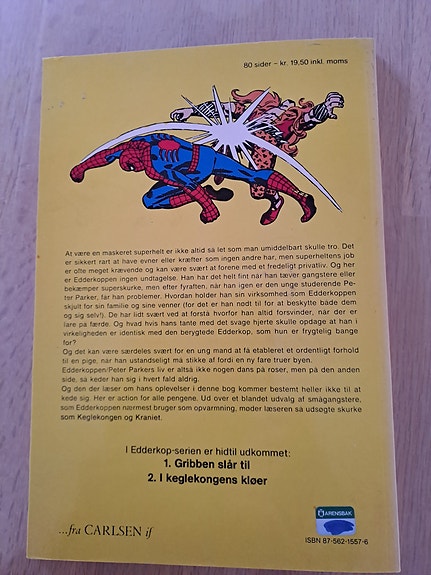 80 sider – kr. 19,50 inkl. moms
At være en maskeret superhelt er ikke altid så let som man umiddelbart skulle tro. Det
er sikkert rart at have evner eller kræfter som ingen andre har, men superheltens job
er ofte meget krævende og kan være svært at forene med et fredeligt privatliv. Og her
er Edderkoppen ingen undtagelse. Han har det helt fint når han tæver gangstere eller
bekæmper superskurke, men efter fyraften, når han igen er den unge studerende Pe-
ter Parker, får han problemer. Hvordan holder han sin virksomhed som Edderkoppen
skjult for sin familie og sine venner (for det er han nødt til for at beskytte både dem
og sig selv!). De har lidt svært ved at forstå hvorfor han altid forsvinder, når der er
fare på færde. Og hvad hvis hans tante med det svage hjerte skulle opdage at han i
virkeligheden er identisk med den berygtede Edderkop, som hun er frygtelig bange
for?
Og det kan være særdeles svært for en ung mand at få etableret et ordentligt forhold
til en pige, når han ustandseligt må stikke af fordi en ny fare truer byen.
Edderkoppen/Peter Parkers liv er altså ikke nogen dans på roser, men på den anden
side, så keder han sig i hvert fald aldrig.
Og den der læser om hans oplevelser i denne bog kommer bestemt heller ikke til at
kede sig. Her er action for alle pengene. Ud over et blandet udvalg af smågangstere,
som Edderkoppen nærmest bruger som opvarmning, møder læseren så udsøgte skurke
som Keglekongen og Kraniet.
I Edderkop-serien er hidtil udkommet:
1. Gribben slår til
2. I keglekongens kløer
...fra CARLSEN if
ARENSBAK
ISBN 87-562-1557-6